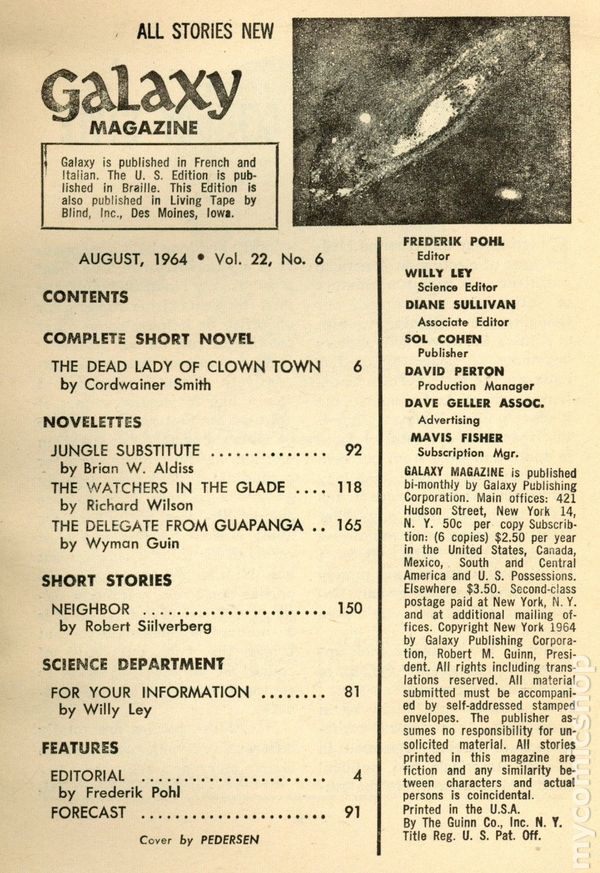 ALL STORIES NEW
Galaxy
MAGAZINE
Galaxy is published in French and
Italian. The U. S. Edition is pub-
lished in Braille. This Edition is
also published in Living Tape by
Blind, Inc., Des Moines, Iowa.
AUGUST, 1964 • Vol. 22, No. 6
CONTENTS
COMPLETE SHORT NOVEL
THE DEAD LADY OF CLOWN TOWN 6
by Cordwainer Smith
NOVELETTES
JUNGLE SUBSTITUTE .............. 92
by Brian W. Aldiss
THE WATCHERS IN THE GLADE .... 118
by Richard Wilson
THE DELEGATE FROM GUAPANGA .. 165
by Wyman Guin
SHORT STORIES
NEIGHBOR ...................... 150
by Robert Siilverberg
SCIENCE DEPARTMENT
FOR YOUR INFORMATION ........ 81
by Willy Ley
FEATURES
EDITORIAL ...................... 4
by Frederik Pohl
FORECAST ...................... 91
Cover by PEDERSEN
FREDERIK POHL
Editor
WILLY LEY
Science Editor
DIANE SULLIVAN
Associate Editor
SOL COHEN
Publisher
DAVID PERTON
Production Manager
DAVE GELLER ASSOC.
Advertising
MAVIS FISHER
Subscription Mgr.
GALAXY MAGAZINE is published
bi-monthly by Galaxy Publishing
Corporation. Main offices: 421
Hudson Street, New York 14,
N. Y. 50c per copy Subscrib-
tion: (6 copies) $2.50 per year
in the United States, Canada,
Mexico, South and Central
America and U. S. Possessions.
Elsewhere $3.50. Second-class
postage paid at New York, N. Y.
and at additional mailing of-
fices. Copyright New York 1964
by Galaxy Publishing Corpora-
tion, Robert M. Guinn, Presi-
dent. All rights including trans-
lations reserved. All material
submitted must be accompani-
ed by self-addressed stamped
envelopes. The publisher as-
sumes no responsibility for un-
solicited material. All stories
printed in this magazine are
fiction and any similarity be-
tween characters and actual
persons is coincidental.
Printed in the U.S.A.
By The Guinn Co., Inc. N. Y.
Title Reg. U. S. Pat. Off.
mycomicshop